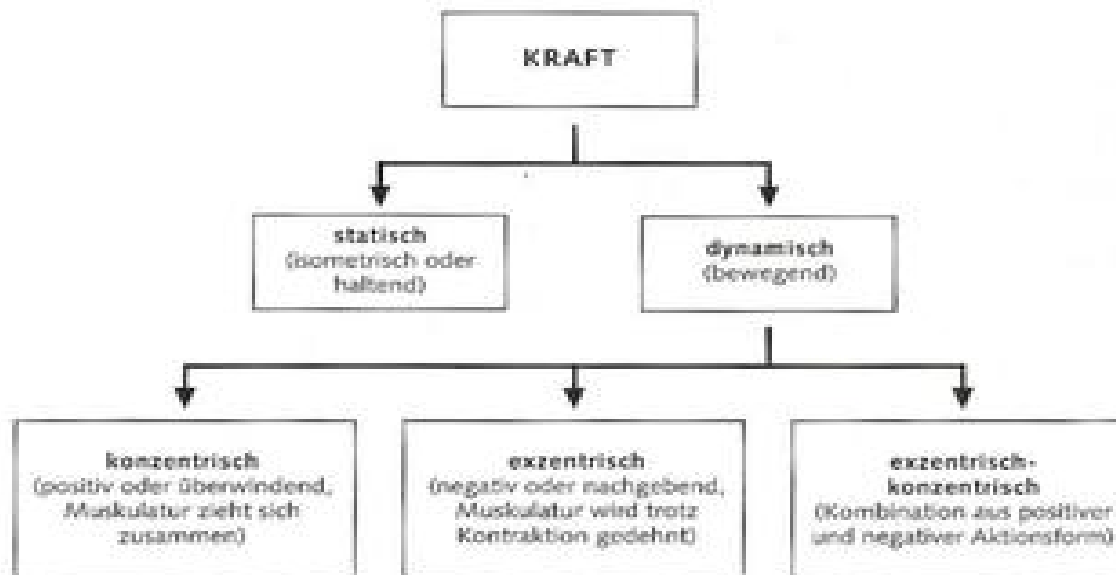 KRAFT
statisch
(isometrisch oder
haltend)
dynamisch
(bewegend)
konzentrisch
(positiv oder überwindend,
Muskulatur zieht sich
zusammen)
exzentrisch
(negativ oder nachgebend,
Muskulatur wird trotz
Kontraktion gedehnt)
exzentrisch-
konzentrisch
(Kombination aus positiver
und negativer Aktionsform)